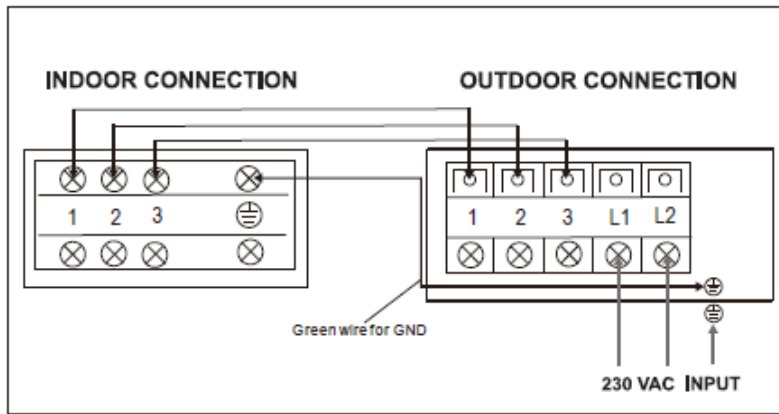 INDOOR CONNECTION
OUTDOOR CONNECTION
1 2 3
1 2 3 L1 L2
Green wire for GND
230 VAC INPUT